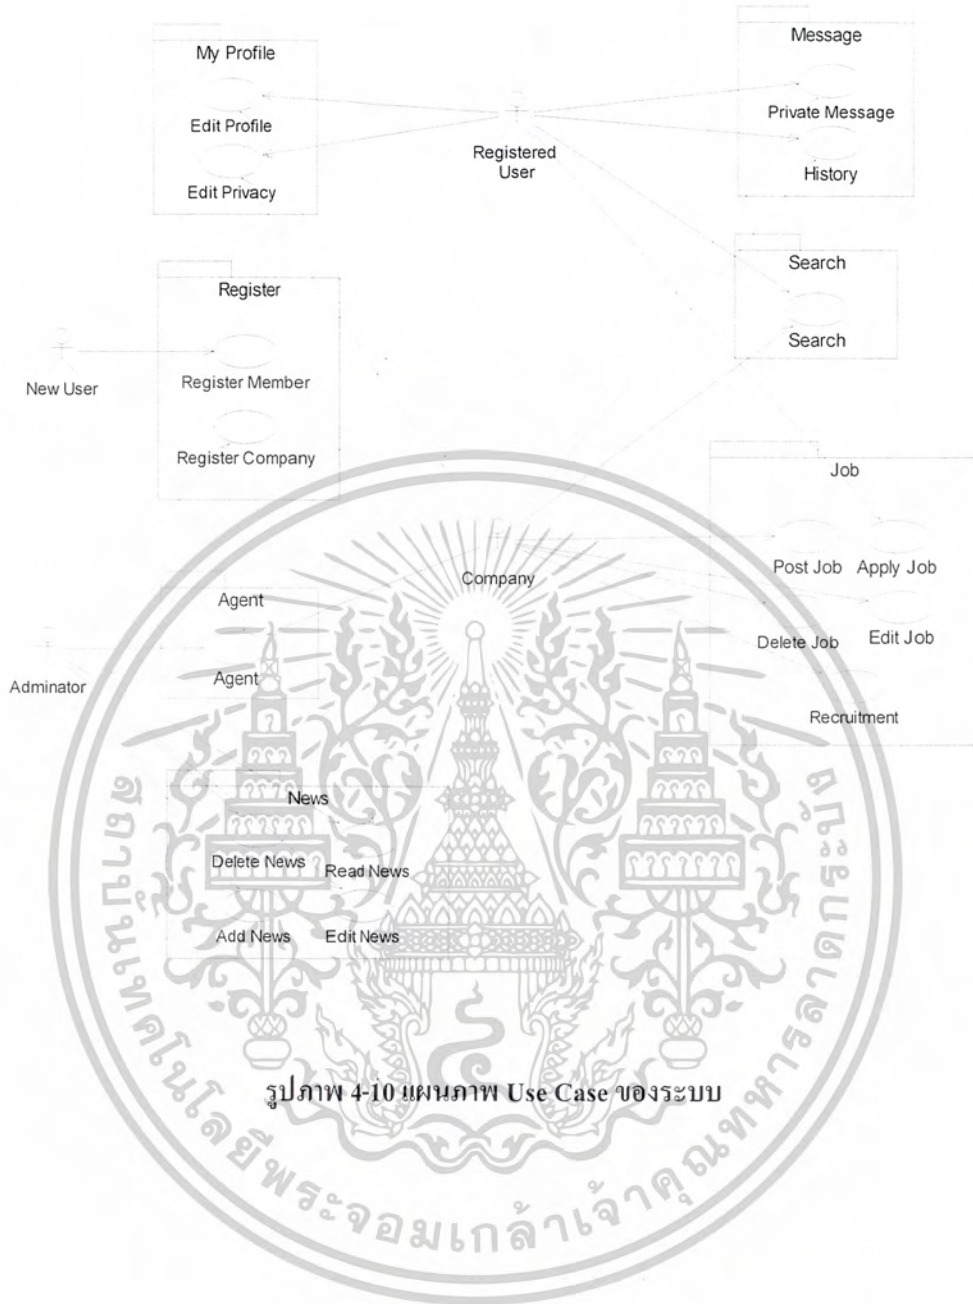 My Profile
Edit Profile
Edit Privacy
Registered
User
Message
Private Message
History
Search
Search
Register
Register Member
Register Company
New User
Job
Post Job
Apply Job
Delete Job
Edit Job
Recruitment
Company
Agent
Agent
Adminator
News
Delete News
Read News
Add News
Edit News
รูปภาพ 4-10 แผนภาพ Use Case ของระบบ
สถาบันเทคโนโลยีพระจอมเกล้าเจ้าคุณทหารลาดกระบัง